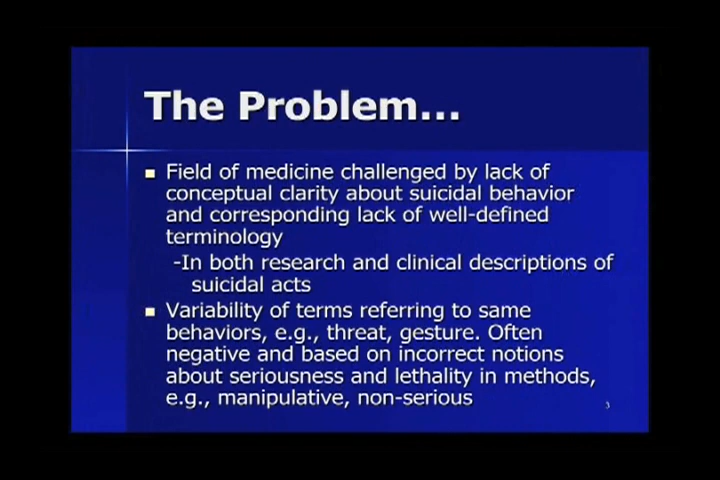 The Problem...
Field of medicine challenged by lack of
conceptual clarity about suicidal behavior
and corresponding lack of well-defined
terminology
-In both research and clinical descriptions of
suicidal acts
Variability of terms referring to same
behaviors, e.g., threat, gesture. Often
negative and based on incorrect notions
about seriousness and lethality in methods,
e.g., manipulative, non-serious
3